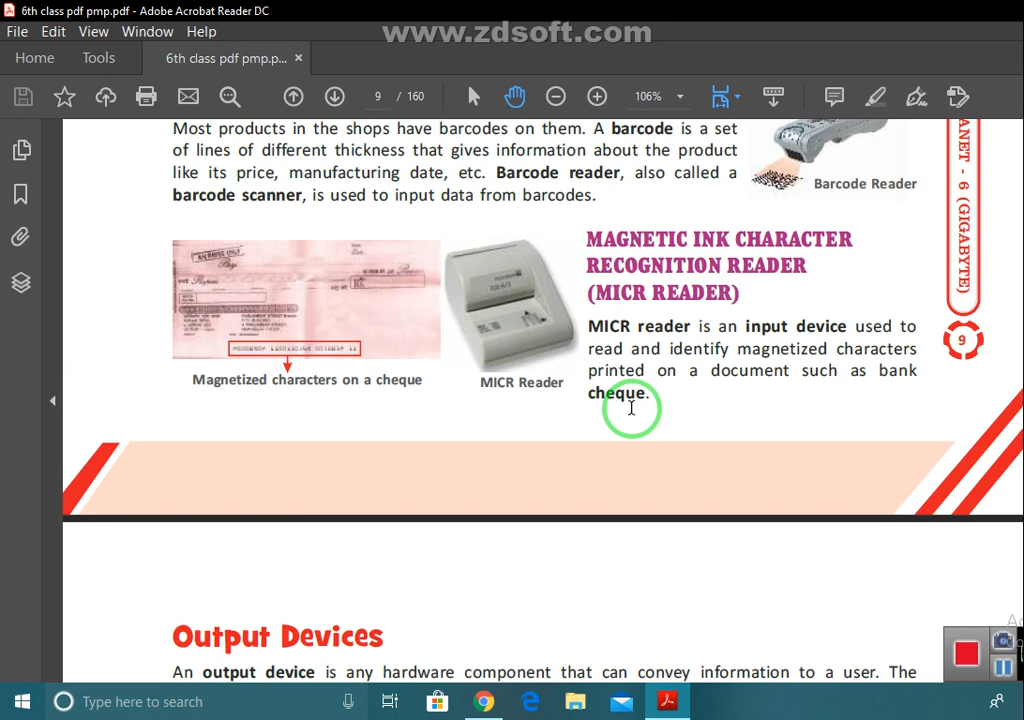 6th class pdf pmp.pdf - Adobe Acrobat Reader DC
www.zdsoft.com
File Edit View Window Help
Home Tools 6th class pdf pmp.p... ×
9 / 160 106%
Most products in the shops have barcodes on them. A barcode is a set
of lines of different thickness that gives information about the product
like its price, manufacturing date, etc. Barcode reader, also called a
barcode scanner, is used to input data from barcodes.
Barcode Reader
ANET - 6 (GIGABYTE)
9
MAGNETIC INK CHARACTER
RECOGNITION READER
(MICR READER)
MICR reader is an input device used to
read and identify magnetized characters
printed on a document such as bank
cheque.
Magnetized characters on a cheque
MICR Reader
Output Devices
An output device is any hardware component that can convey information to a user. The
Type here to search